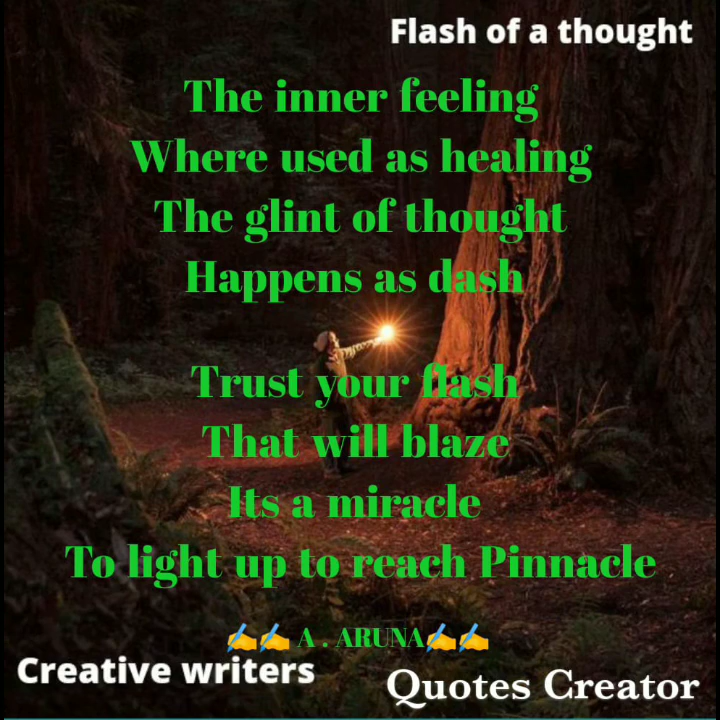 Flash of a thought
The inner feeling
Where used as healing
The glint of thought
Happens as dash
Trust your flash
That will blaze
Its a miracle
To light up to reach Pinnacle
✍✍ A . ARUNA✍✍
Creative writers
Quotes Creator